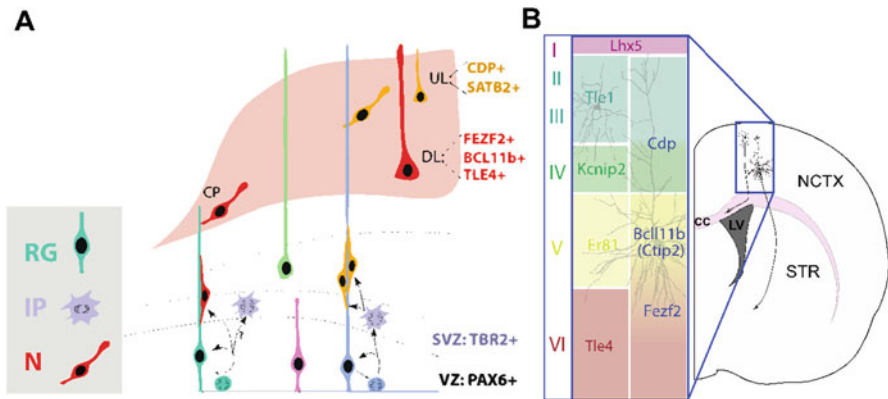 A
CDP+
UL
SATB2+
FEZF2+
DL
BCL11b+
TLE4+
CP
RG
IP
N
SVZ: TBR2+
VZ: PAX6+
B
I
Lhx5
II
Tle1
III
Cdp
IV
Kcnip2
V
Er81
Bcll11b
(Ctip2)
Fezf2
VI
Tle4
NCTX
cc
LV
STR